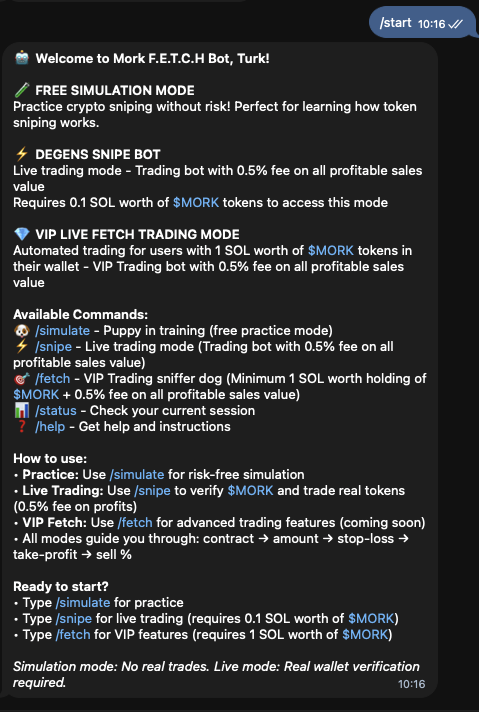 /start 10:16
🤖 Welcome to Mork F.E.T.C.H Bot, Turk!
🧪 FREE SIMULATION MODE
Practice crypto sniping without risk! Perfect for learning how token
sniping works.
⚡ DEGENS SNIPE BOT
Live trading mode - Trading bot with 0.5% fee on all profitable sales
value
Requires 0.1 SOL worth of $MORK tokens to access this mode
💎 VIP LIVE FETCH TRADING MODE
Automated trading for users with 1 SOL worth of $MORK tokens in
their wallet - VIP Trading bot with 0.5% fee on all profitable sales
value
Available Commands:
🐶 /simulate - Puppy in training (free practice mode)
⚡ /snipe - Live trading mode (Trading bot with 0.5% fee on all
profitable sales value)
🎯 /fetch - VIP Trading sniffer dog (Minimum 1 SOL worth holding of
$MORK + 0.5% fee on all profitable sales value)
📊 /status - Check your current session
❓ /help - Get help and instructions
How to use:
• Practice: Use /simulate for risk-free simulation
• Live Trading: Use /snipe to verify $MORK and trade real tokens
(0.5% fee on profits)
• VIP Fetch: Use /fetch for advanced trading features (coming soon)
• All modes guide you through: contract → amount → stop-loss →
take-profit → sell %
Ready to start?
• Type /simulate for practice
• Type /snipe for live trading (requires 0.1 SOL worth of $MORK)
• Type /fetch for VIP features (requires 1 SOL worth of $MORK)
Simulation mode: No real trades. Live mode: Real wallet verification
required. 10:16